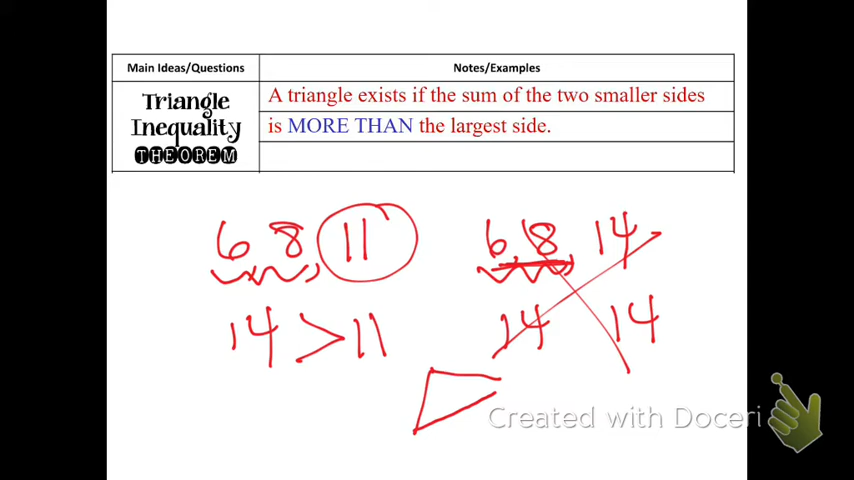 Main Ideas/Questions
Notes/Examples
Triangle
Inequality
THEOREM
A triangle exists if the sum of the two smaller sides
is MORE THAN the largest side.
6, 8, 11
14 > 11
6, 8, 14
14 14
Created with Doceri